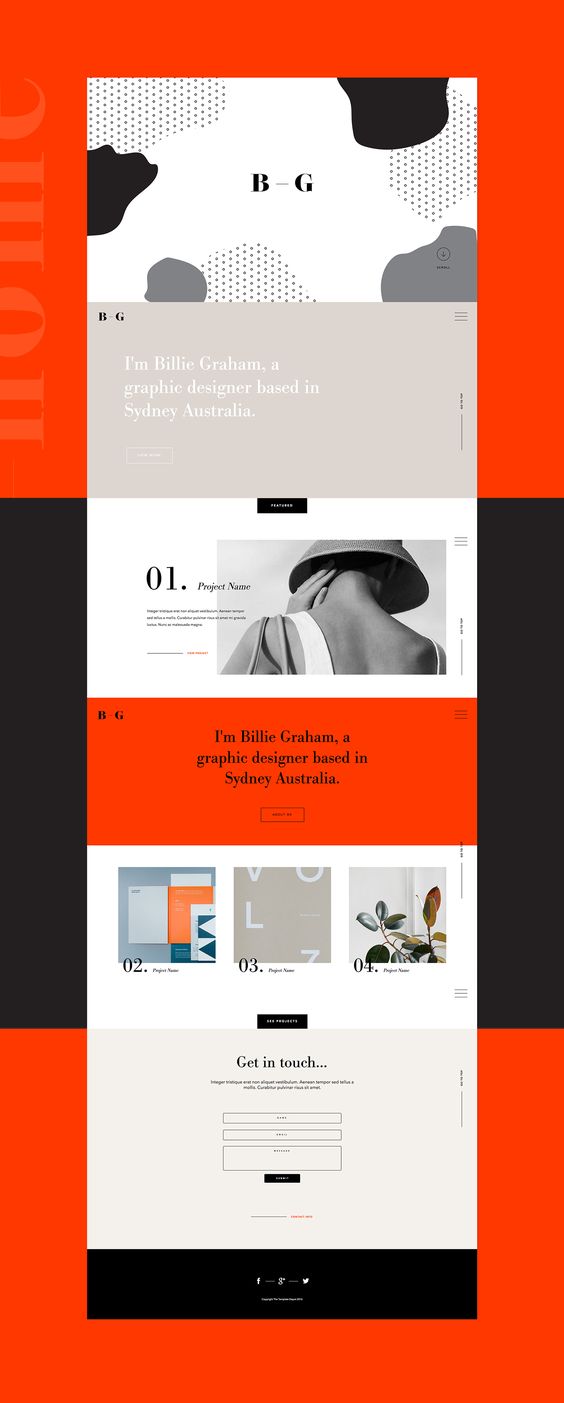 home
B – G
SCROLL
B – G
I'm Billie Graham, a
graphic designer based in
Sydney Australia.
VIEW WORK
GO TO TOP
FEATURED
01. Project Name
Integer tristique erat non aliquet vestibulum. Aenean tempor
sed tellus a mollis. Curabitur pulvinar risus sit amet mi gravida
luctus. Nunc ac malesuada magna.
VIEW PROJECT
GO TO TOP
B – G
I'm Billie Graham, a
graphic designer based in
Sydney Australia.
ABOUT ME
GO TO TOP
V O
L
Z
02. Project Name
03. Project Name
04. Project Name
SEE PROJECTS
Get in touch...
Integer tristique erat non aliquet vestibulum. Aenean tempor sed tellus a
mollis. Curabitur pulvinar risus sit amet.
GO TO TOP
NAME
EMAIL
MESSAGE
SUBMIT
CONTACT INFO
f — g+ —
Copyright The Template Depot 2016